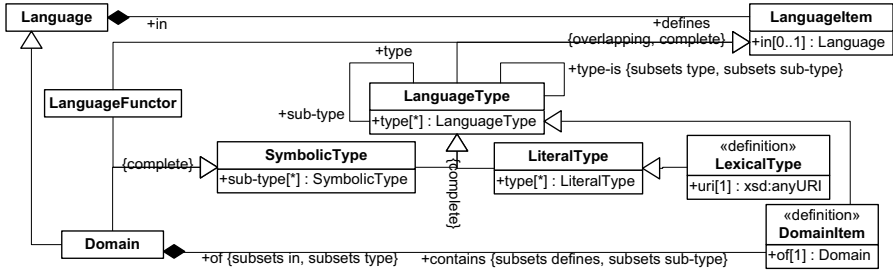 Language
+in
+defines
LanguageItem
{overlapping, complete}
+in[0..1] : Language
+type
+type-is {subsets type, subsets sub-type}
LanguageFunctor
LanguageType
+sub-type
+type[*] : LanguageType
{complete}
SymbolicType
+sub-type[*] : SymbolicType
{complete}
LiteralType
+type[*] : LiteralType
«definition»
LexicalType
+uri[1] : xsd:anyURI
«definition»
DomainItem
+of[1] : Domain
Domain
+of {subsets in, subsets type}
+contains {subsets defines, subsets sub-type}